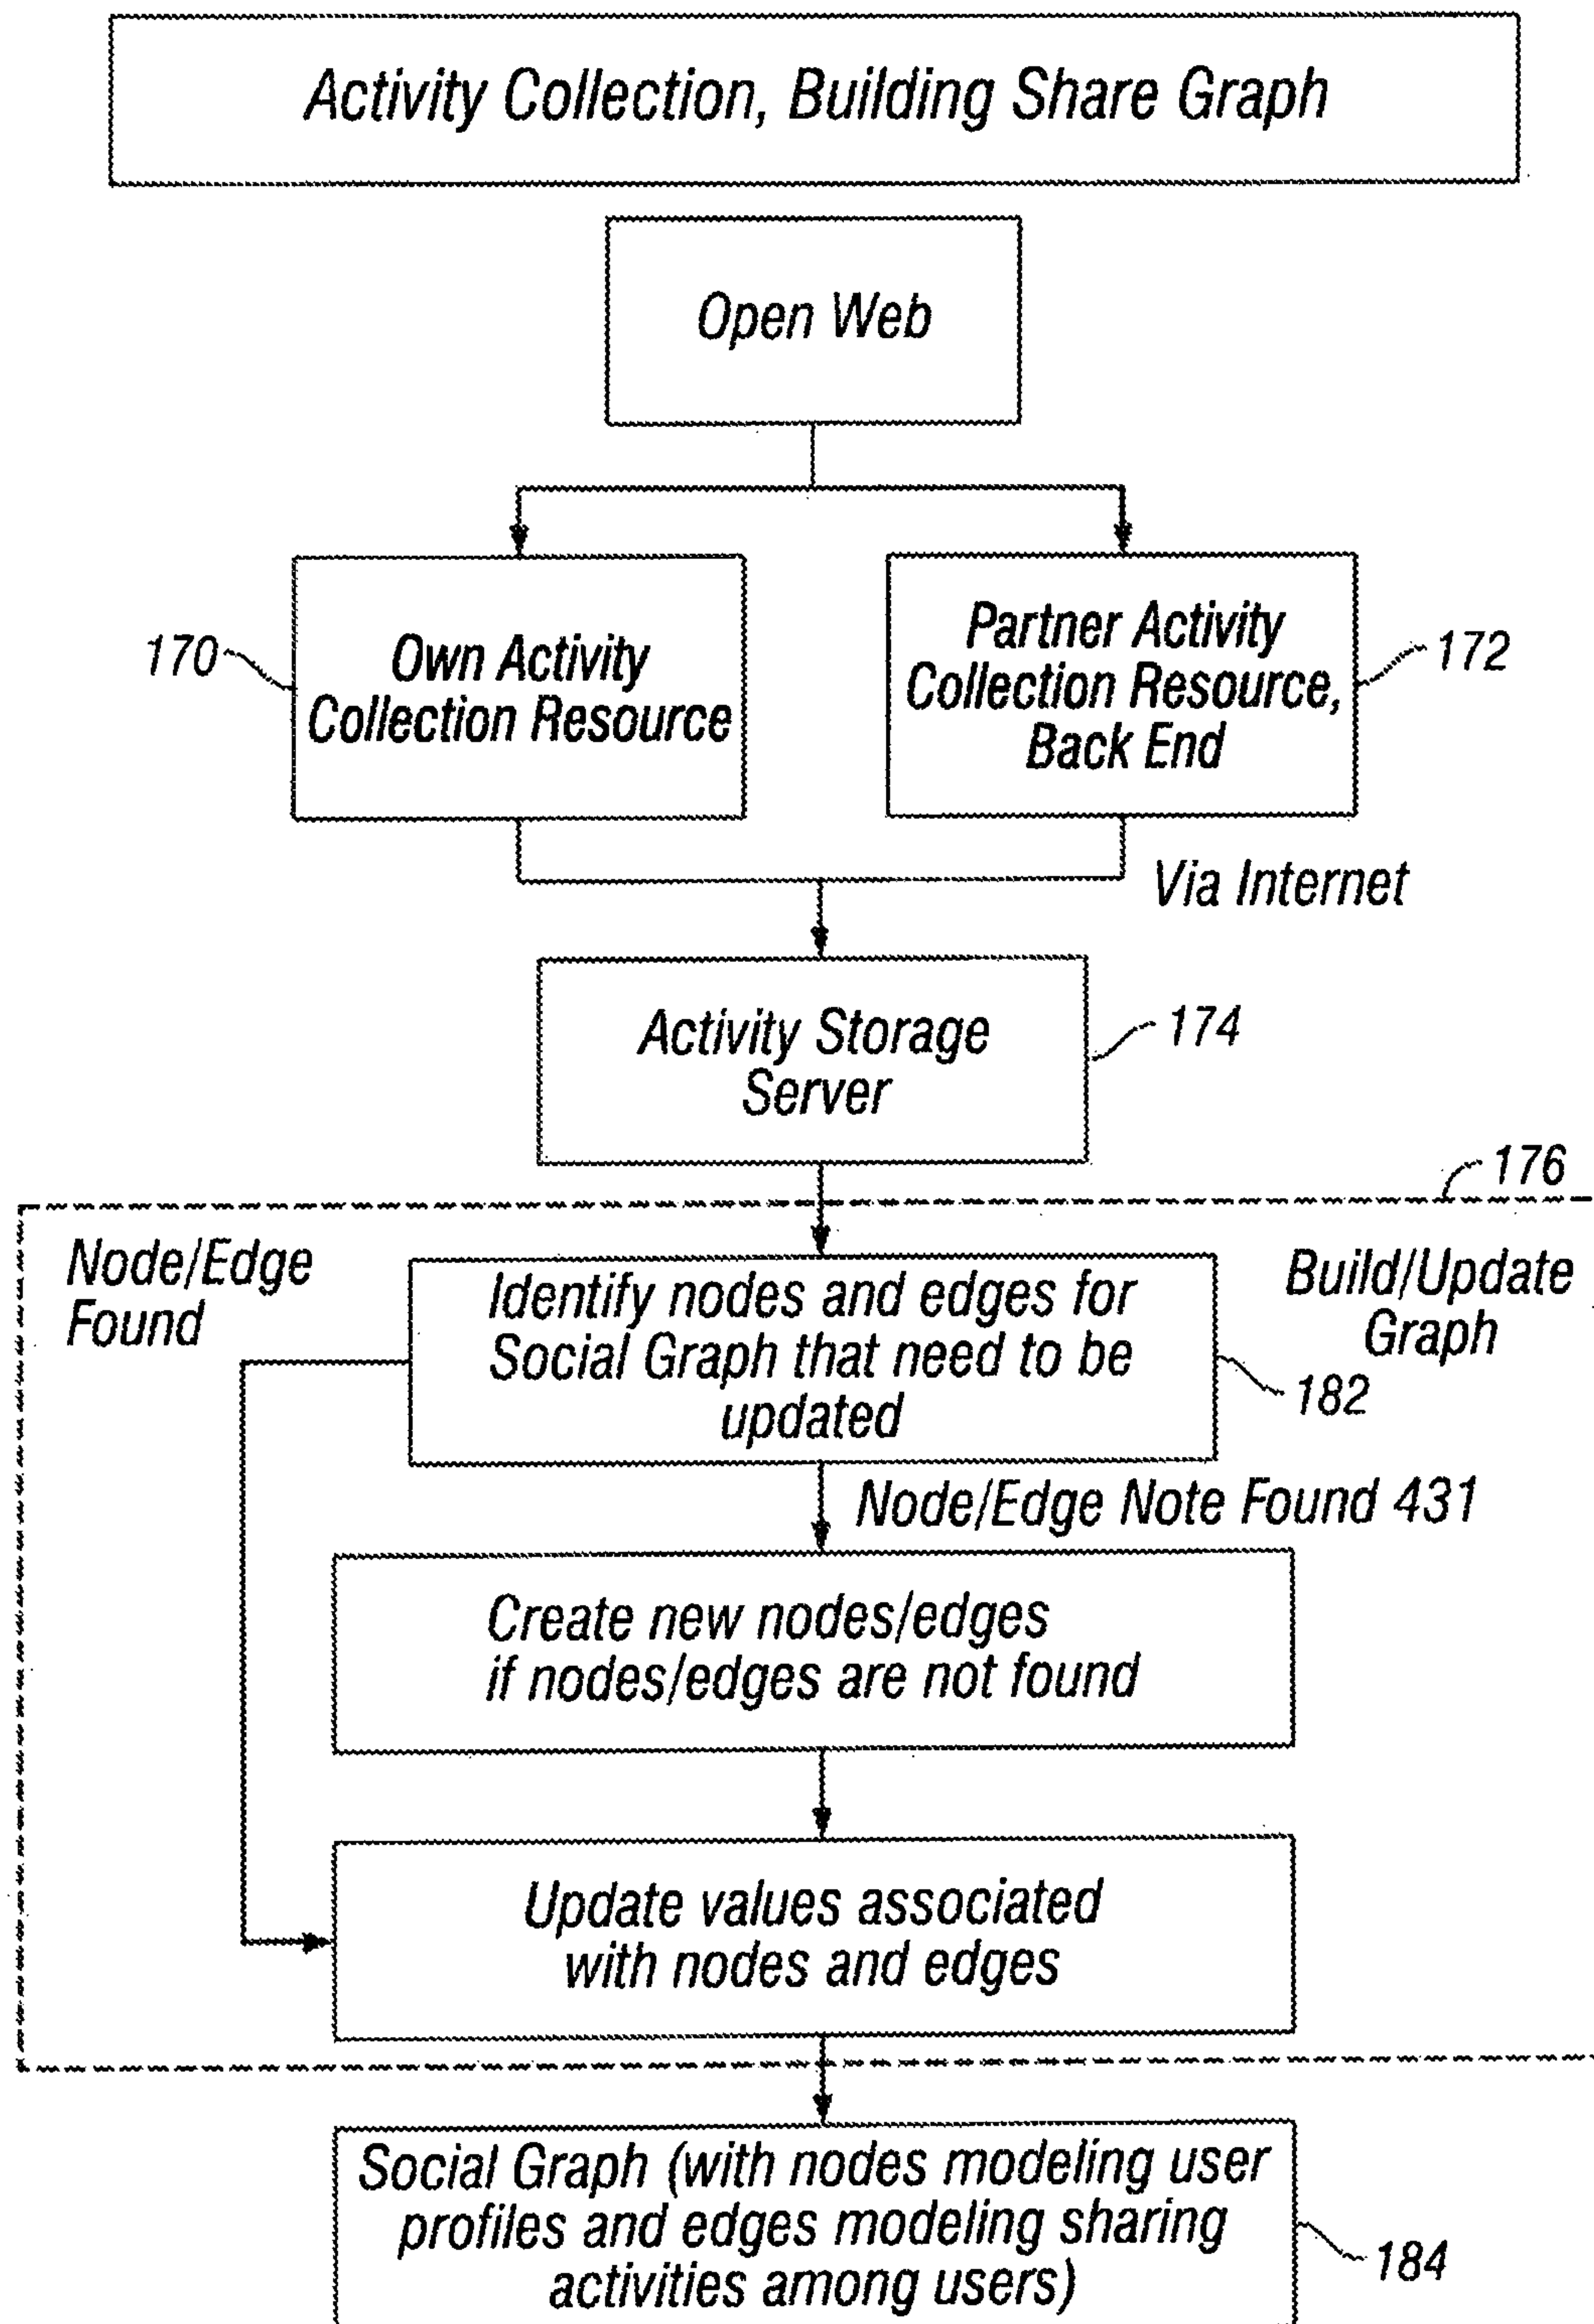 Activity Collection, Building Share Graph
Open Web
170
Own Activity
Collection Resource
Partner Activity
Collection Resource,
Back End
172
Via Internet
Activity Storage
Server
174
176
Node/Edge
Found
Identify nodes and edges for
Social Graph that need to be
updated
Build/Update
Graph
182
Node/Edge Note Found 431
Create new nodes/edges
if nodes/edges are not found
Update values associated
with nodes and edges
Social Graph (with nodes modeling user
profiles and edges modeling sharing
activities among users)
184